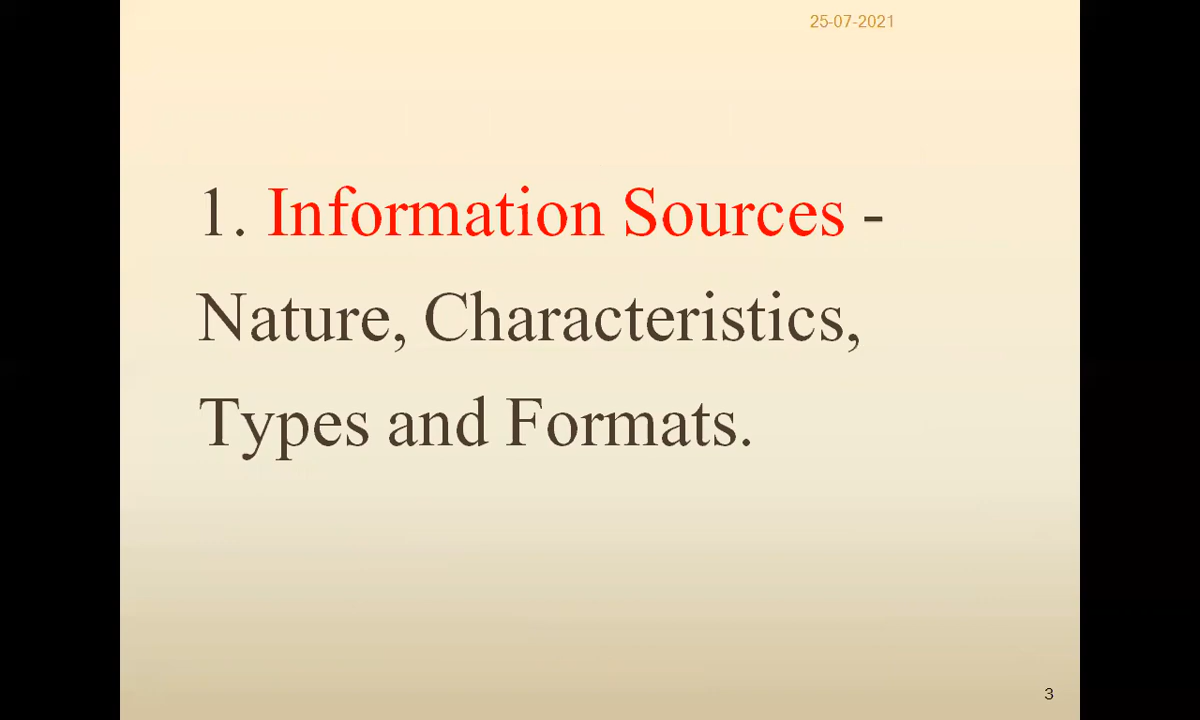 25-07-2021
1. Information Sources -
Nature, Characteristics,
Types and Formats.
3